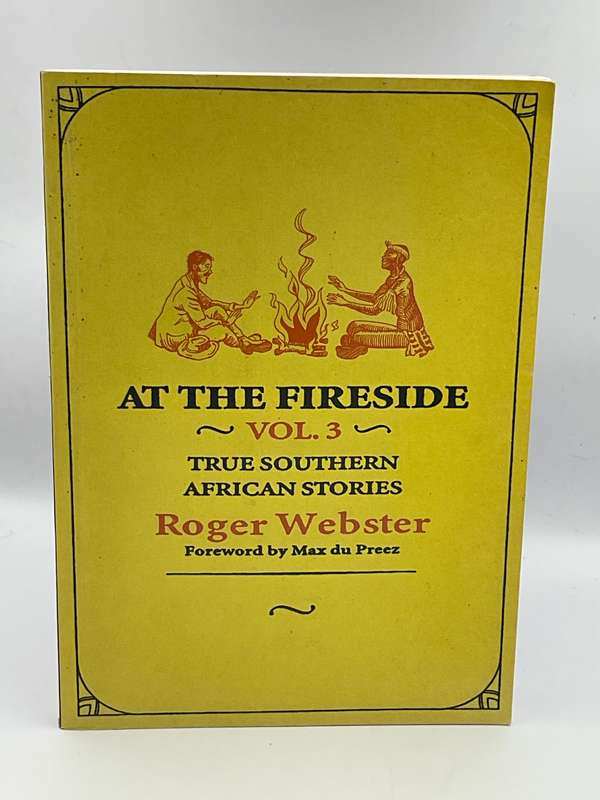 AT THE FIRESIDE
VOL. 3
TRUE SOUTHERN
AFRICAN STORIES
Roger Webster
Foreword by Max du Preez